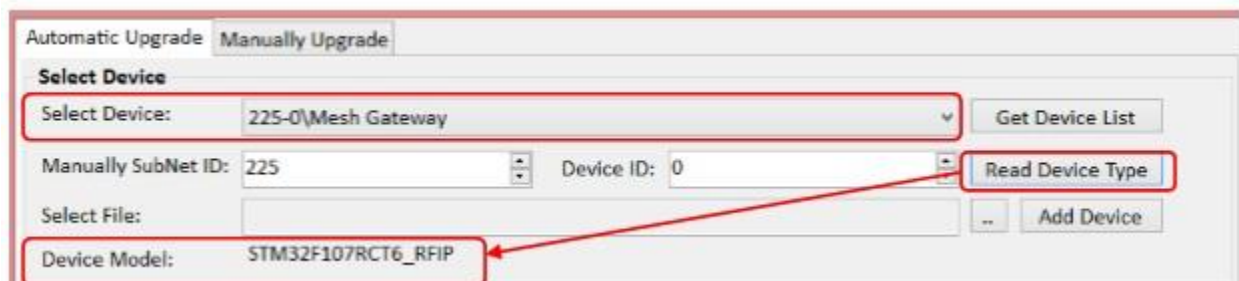 Automatic Upgrade Manually Upgrade
Select Device
Select Device: 225-0\Mesh Gateway Get Device List
Manually SubNet ID: 225 Device ID: 0 Read Device Type
Select File: .. Add Device
Device Model: STM32F107RCT6_RFIP